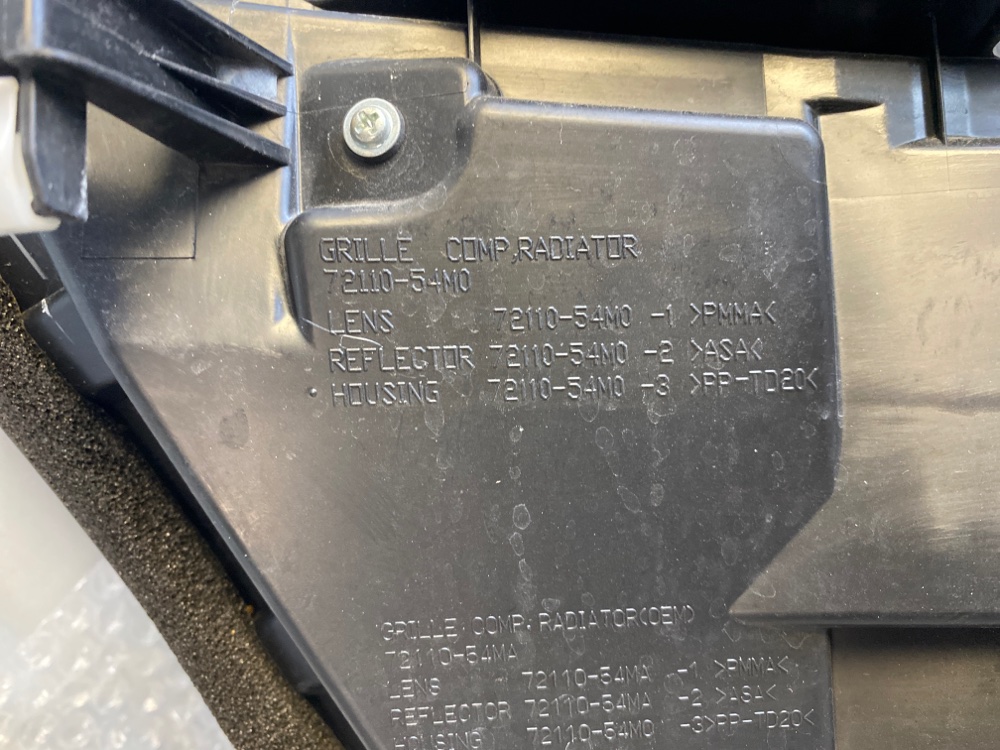 GRILLE COMP,RADIATOR
72110-54M0
LENS 72110-54M0 -1 >PMMA<
REFLECTOR 72110-54M0 -2 >ASA<
HOUSING 72110-54M0 -3 >PP-TD20<
GRILLE, COMP, RADIATOR(OEM)
72110-54MA
LENS 72110-54MA -1 >PMMA<
REFLECTOR 72110-54MA -2 >ASA<
HOUSING 72110-54M0 -3>PP-TD20<